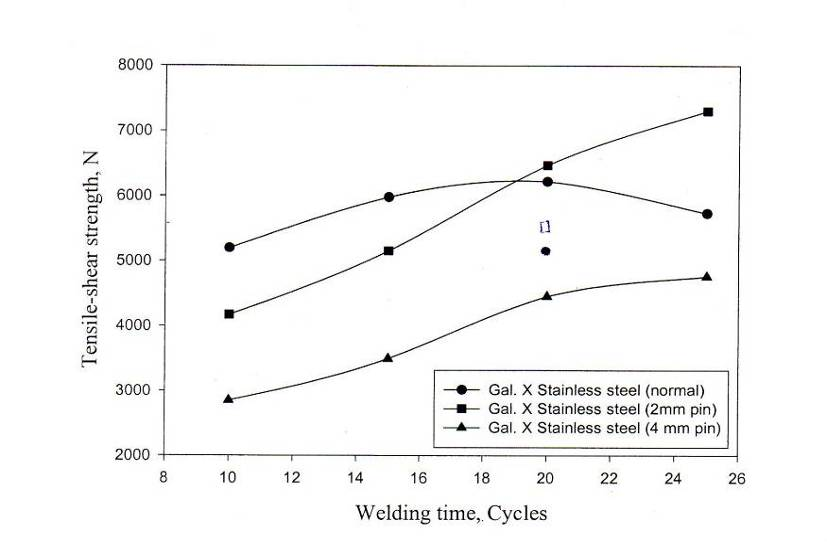 8000
7000
6000
5000
4000
3000
2000
Tensile-shear strength, N
Gal. X Stainless steel (normal)
Gal. X Stainless steel (2mm pin)
Gal. X Stainless steel (4 mm pin)
8 10 12 14 16 18 20 22 24 26
Welding time, Cycles